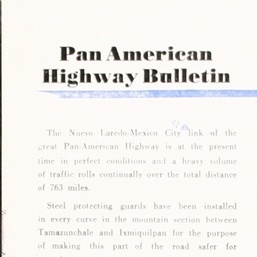 Pan American
Highway Bulletin
The Nuevo Laredo-Mexico City link of the
great Pan-American Highway is at the present
time in perfect conditions and a heavy volume
of traffic rolls continually over the total distance
of 763 miles.
Steel protecting guards have been installed
in every curve in the mountain section between
Tamazunchale and Ixmiquilpan for the purpose
of making this part of the road safer for